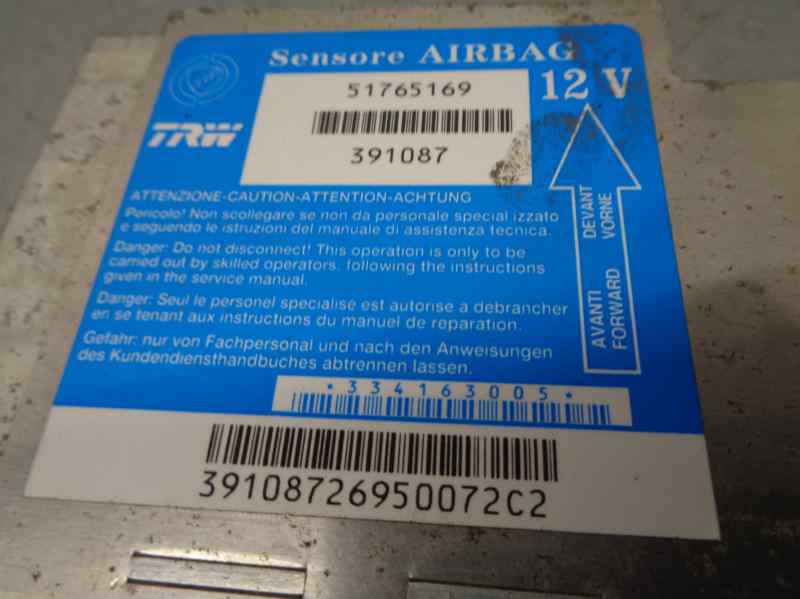 Sensore AIRBAG
51765169
12 V
391087
TRW
ATTENZIONE-CAUTION-ATTENTION-ACHTUNG
Pericolo! Non scollegare se non da personale specializzato
e seguendo le istruzioni del manuale di assistenza tecnica.
Danger: Do not disconnect! This operation is only to be
carried out by skilled operators, following the instructions
given in the service manual.
Danger: Seul le personel specialisé est autorise à debrancher
en se tenant aux instructions du manuel de reparation.
Gefahr: nur von Fachpersonal und nach den Anweisungen
des Kundendiensthandbuches abtrennen lassen.
AVANTI DEVANT
FORWARD VORNE
*334163005*
39108726950072C2